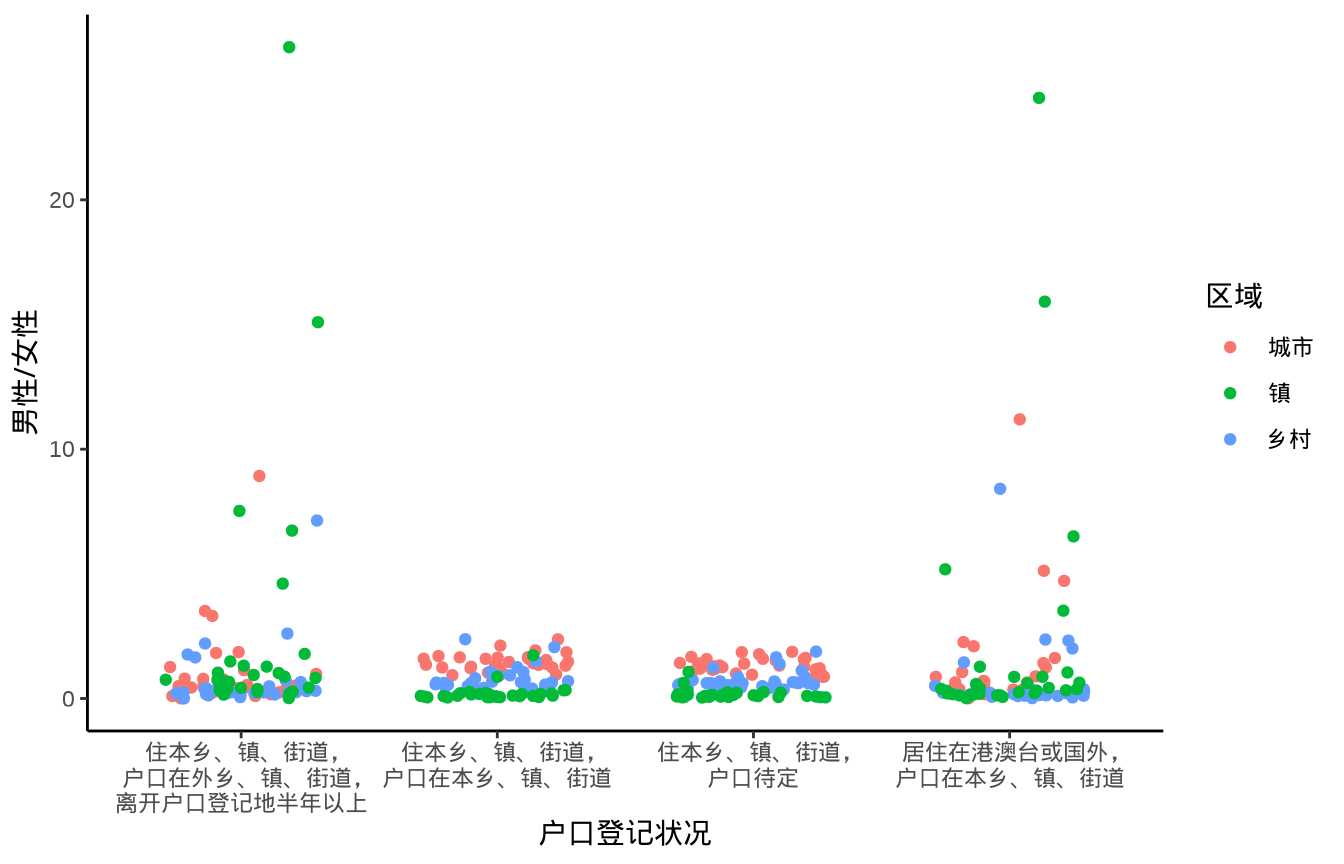 男性/女性
20
10
0
住本乡、镇、街道，
户口在外乡、镇、街道，
离开户口登记地半年以上
住本乡、镇、街道，
户口在本乡、镇、街道
住本乡、镇、街道，
户口待定
居住在港澳台或国外，
户口在本乡、镇、街道
户口登记状况
区域
城市
镇
乡村